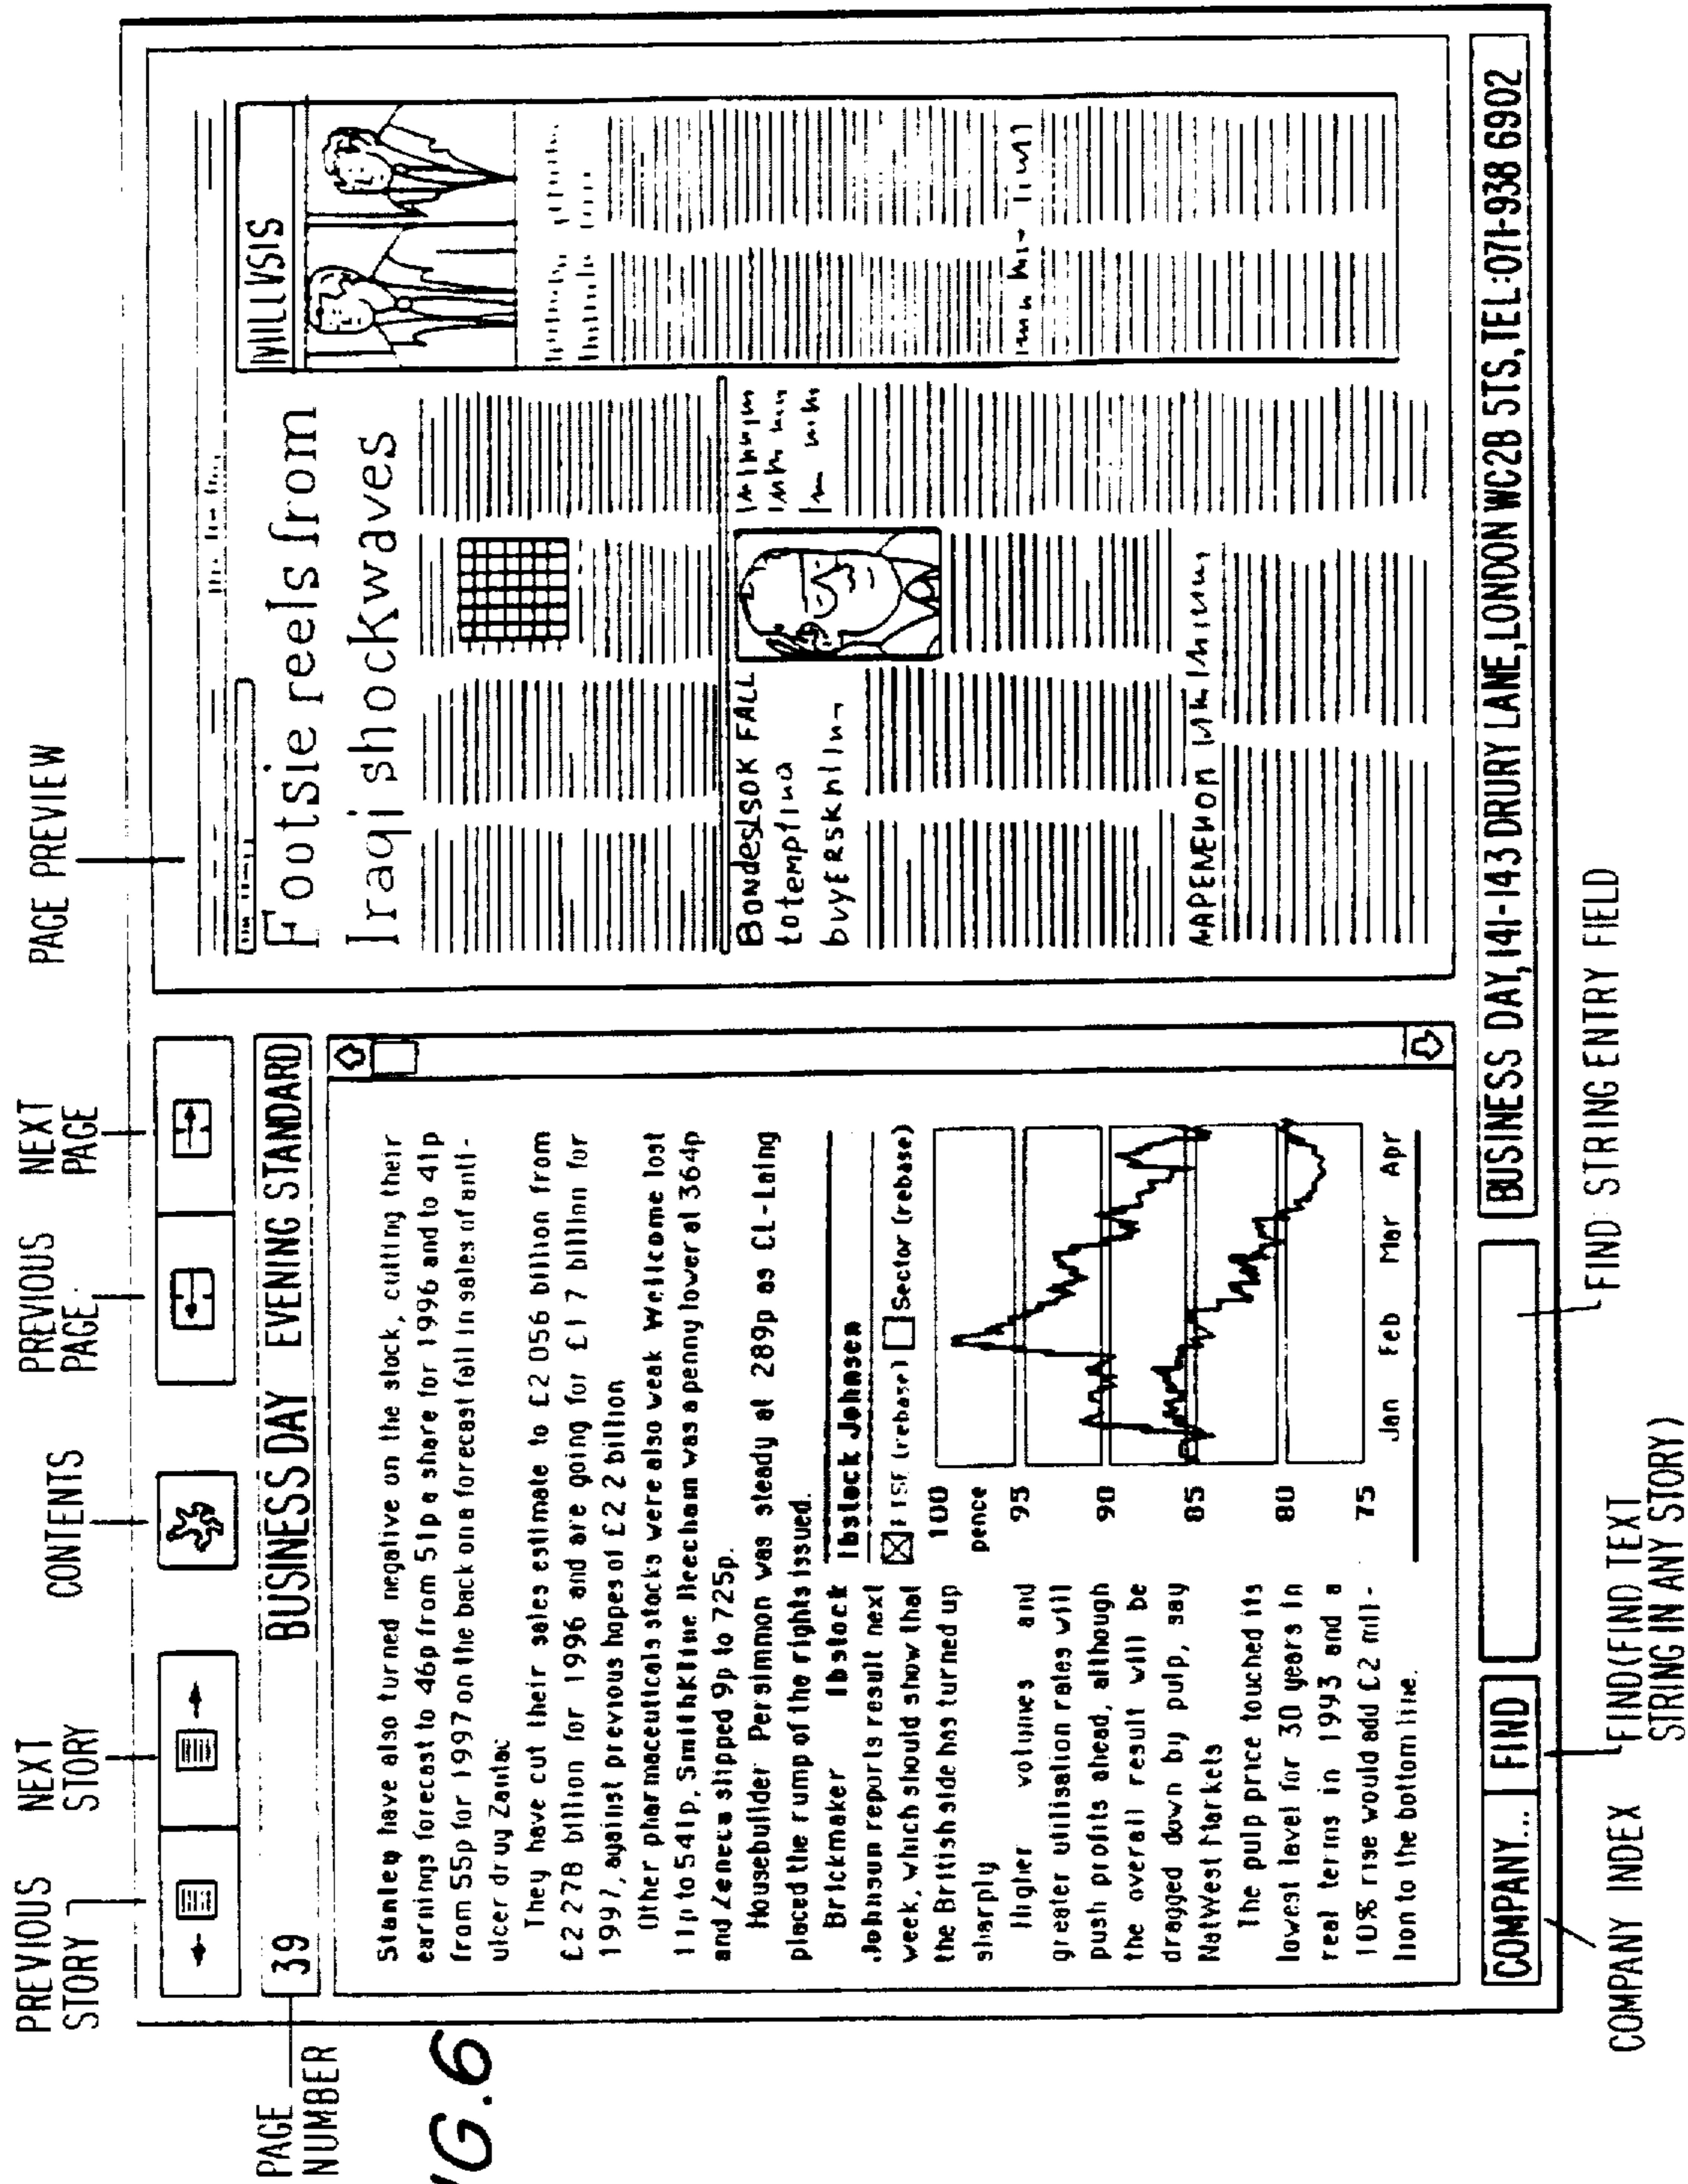 PREVIOUS STORY
NEXT STORY
CONTENTS
PREVIOUS PAGE
NEXT PAGE
PAGE PREVIEW
PAGE NUMBER
39
BUSINESS DAY EVENING STANDARD
Stanley have also turned negative on the stock, cutting their
earnings forecast to 46p from 51p a share for 1996 and to 41p
from 55p for 1997 on the back on a forecast fall in sales of anti-
ulcer drug Zantac
They have cut their sales estimate to £2 056 billion from
£2 278 billion for 1996 and are going for £1 7 billion for
1997, against previous hopes of £2 2 billion
Other pharmaceuticals stocks were also weak Wellcome lost
11p to 541p, SmithKline Beecham was a penny lower at 364p
and Zeneca slipped 9p to 725p.
Housebuilder Persimmon was steady at 289p as CL-Laing
placed the rump of the rights issued.
Brickmaker Ibstock
Johnson reports result next
week, which should show that
the British side has turned up
sharply
Higher volumes and
greater utilisation rates will
push profits ahead, although
the overall result will be
dragged down by pulp, say
NatWest Markets
The pulp price touched its
lowest level for 30 years in
real terms in 1993 and a
10% rise would add £2 mill-
lion to the bottom line.
Ibstock Johnsen
FTSE (rebase) Sector (rebase)
100
pence
95
90
85
80
75
Jan Feb Mar Apr
Footsie reels from
Iraqi shockwaves
BONdeslsOK FALL
totempfina
buyERskhlin
COMPANY...
FIND
BUSINESS DAY, 141-143 DRURY LANE, LONDON WC2B 5TS, TEL:071-938 6902
COMPANY INDEX
FIND(FIND TEXT
STRING IN ANY STORY)
FIND: STRING ENTRY FIELD
IG.6